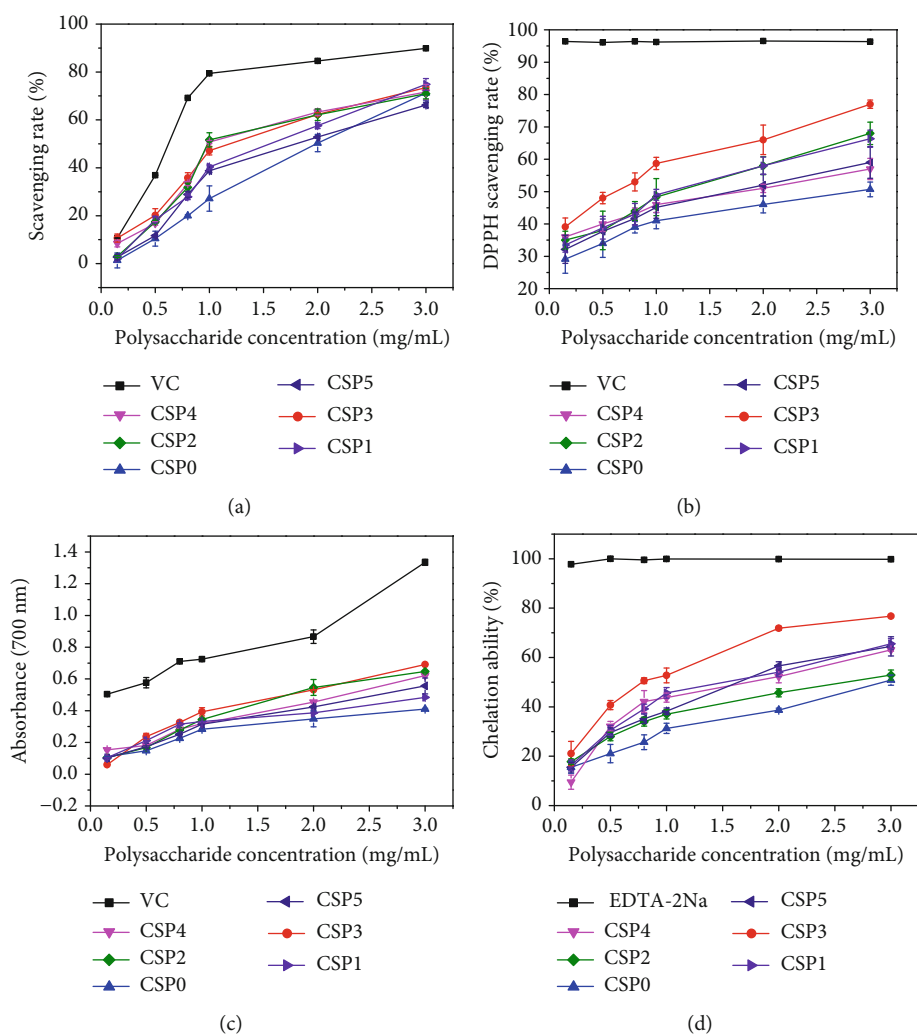 100
80
60
40
20
0
Scavenging rate (%)
0.0 0.5 1.0 1.5 2.0 2.5 3.0
Polysaccharide concentration (mg/mL)
VC
CSP4
CSP2
CSP0
CSP5
CSP3
CSP1
(a)
100
90
80
70
60
50
40
30
20
DPPH scavenging rate (%)
0.0 0.5 1.0 1.5 2.0 2.5 3.0
Polysaccharide concentration (mg/mL)
VC
CSP4
CSP2
CSP0
CSP5
CSP3
CSP1
(b)
1.4
1.2
1.0
0.8
0.6
0.4
0.2
0.0
−0.2
Absorbance (700 nm)
0.0 0.5 1.0 1.5 2.0 2.5 3.0
Polysaccharide concentration (mg/mL)
VC
CSP4
CSP2
CSP0
CSP5
CSP3
CSP1
(c)
100
80
60
40
20
0
Chelation ability (%)
0.0 0.5 1.0 1.5 2.0 2.5 3.0
Polysaccharide concentration (mg/mL)
EDTA-2Na
CSP4
CSP2
CSP0
CSP5
CSP3
CSP1
(d)